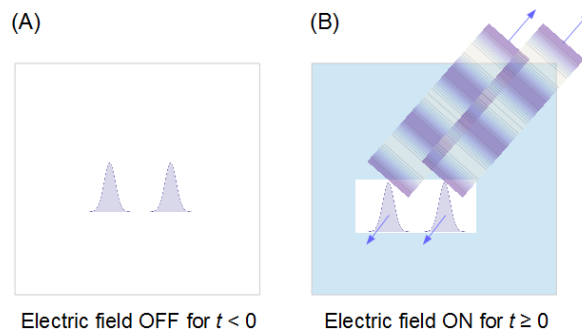 (A)
(B)
Electric field OFF for t < 0
Electric field ON for t ≥ 0